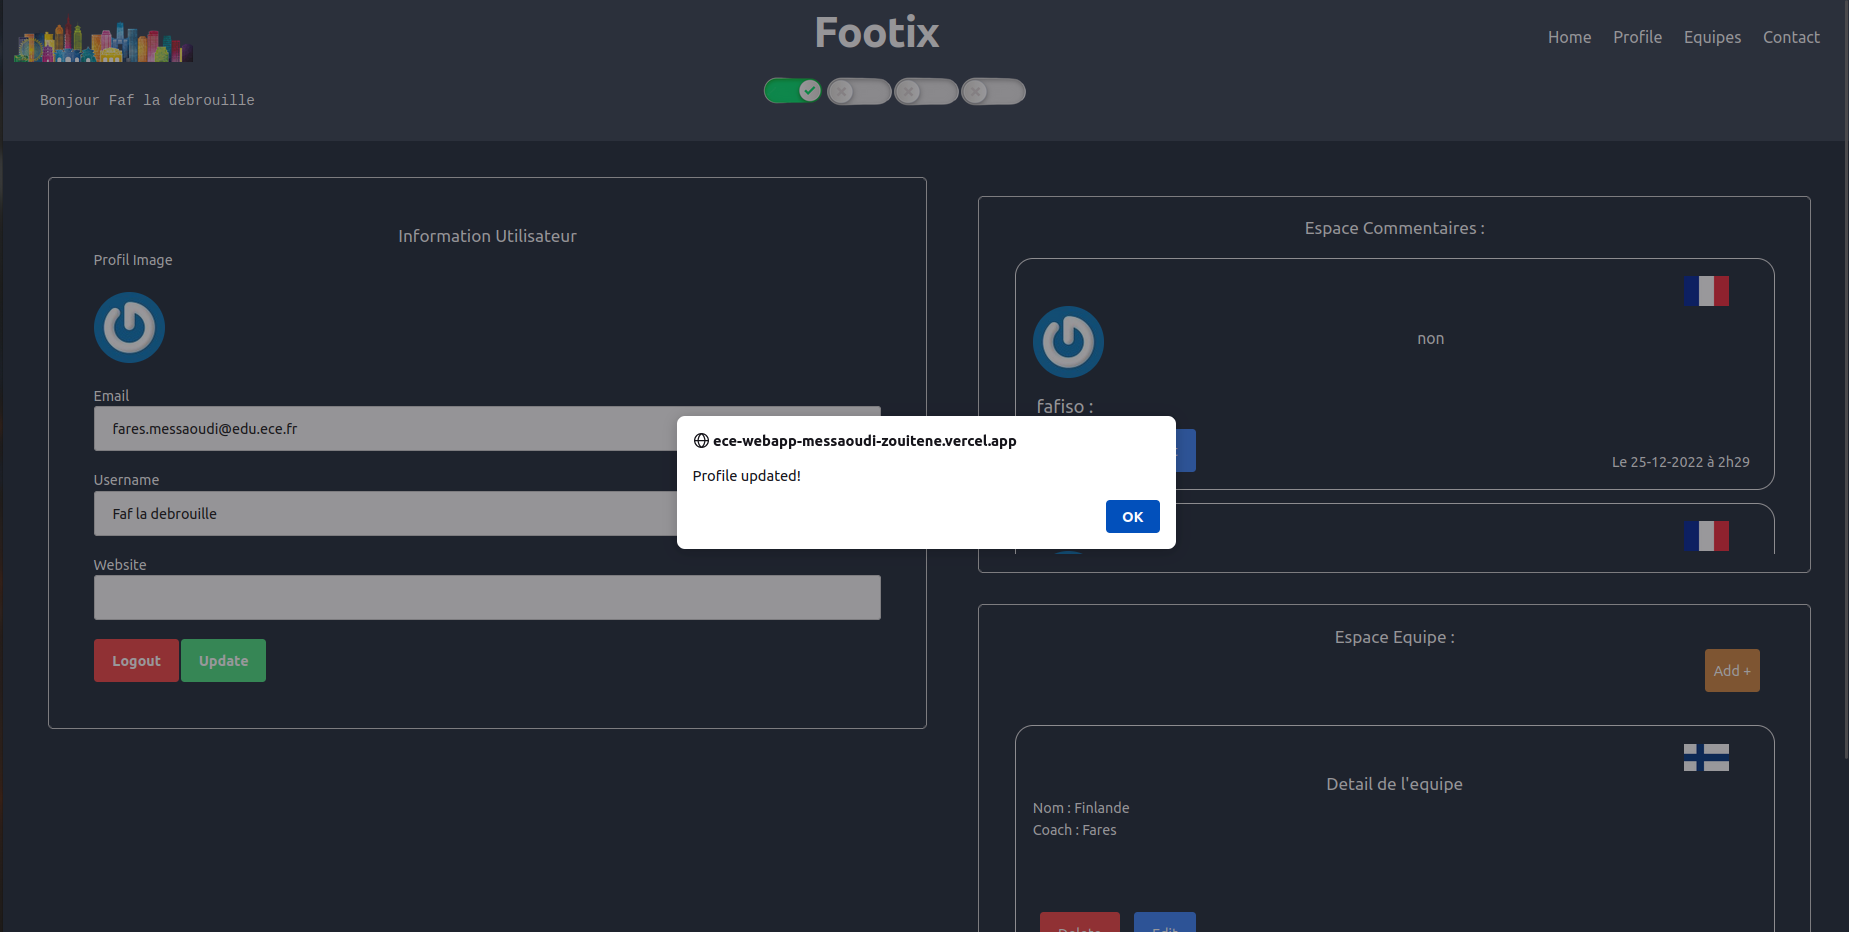 Footix
Home Profile Equipes Contact
Bonjour Faf la debrouille
Information Utilisateur
Profil Image
Email
fares.messaoudi@edu.ece.fr
Username
Faf la debrouille
Website
Logout Update
ece-webapp-messaoudi-zouitene.vercel.app
Profile updated!
OK
Espace Commentaires :
non
fafiso :
Le 25-12-2022 à 2h29
Espace Equipe :
Add +
Detail de l'equipe
Nom : Finlande
Coach : Fares
Delete Edit